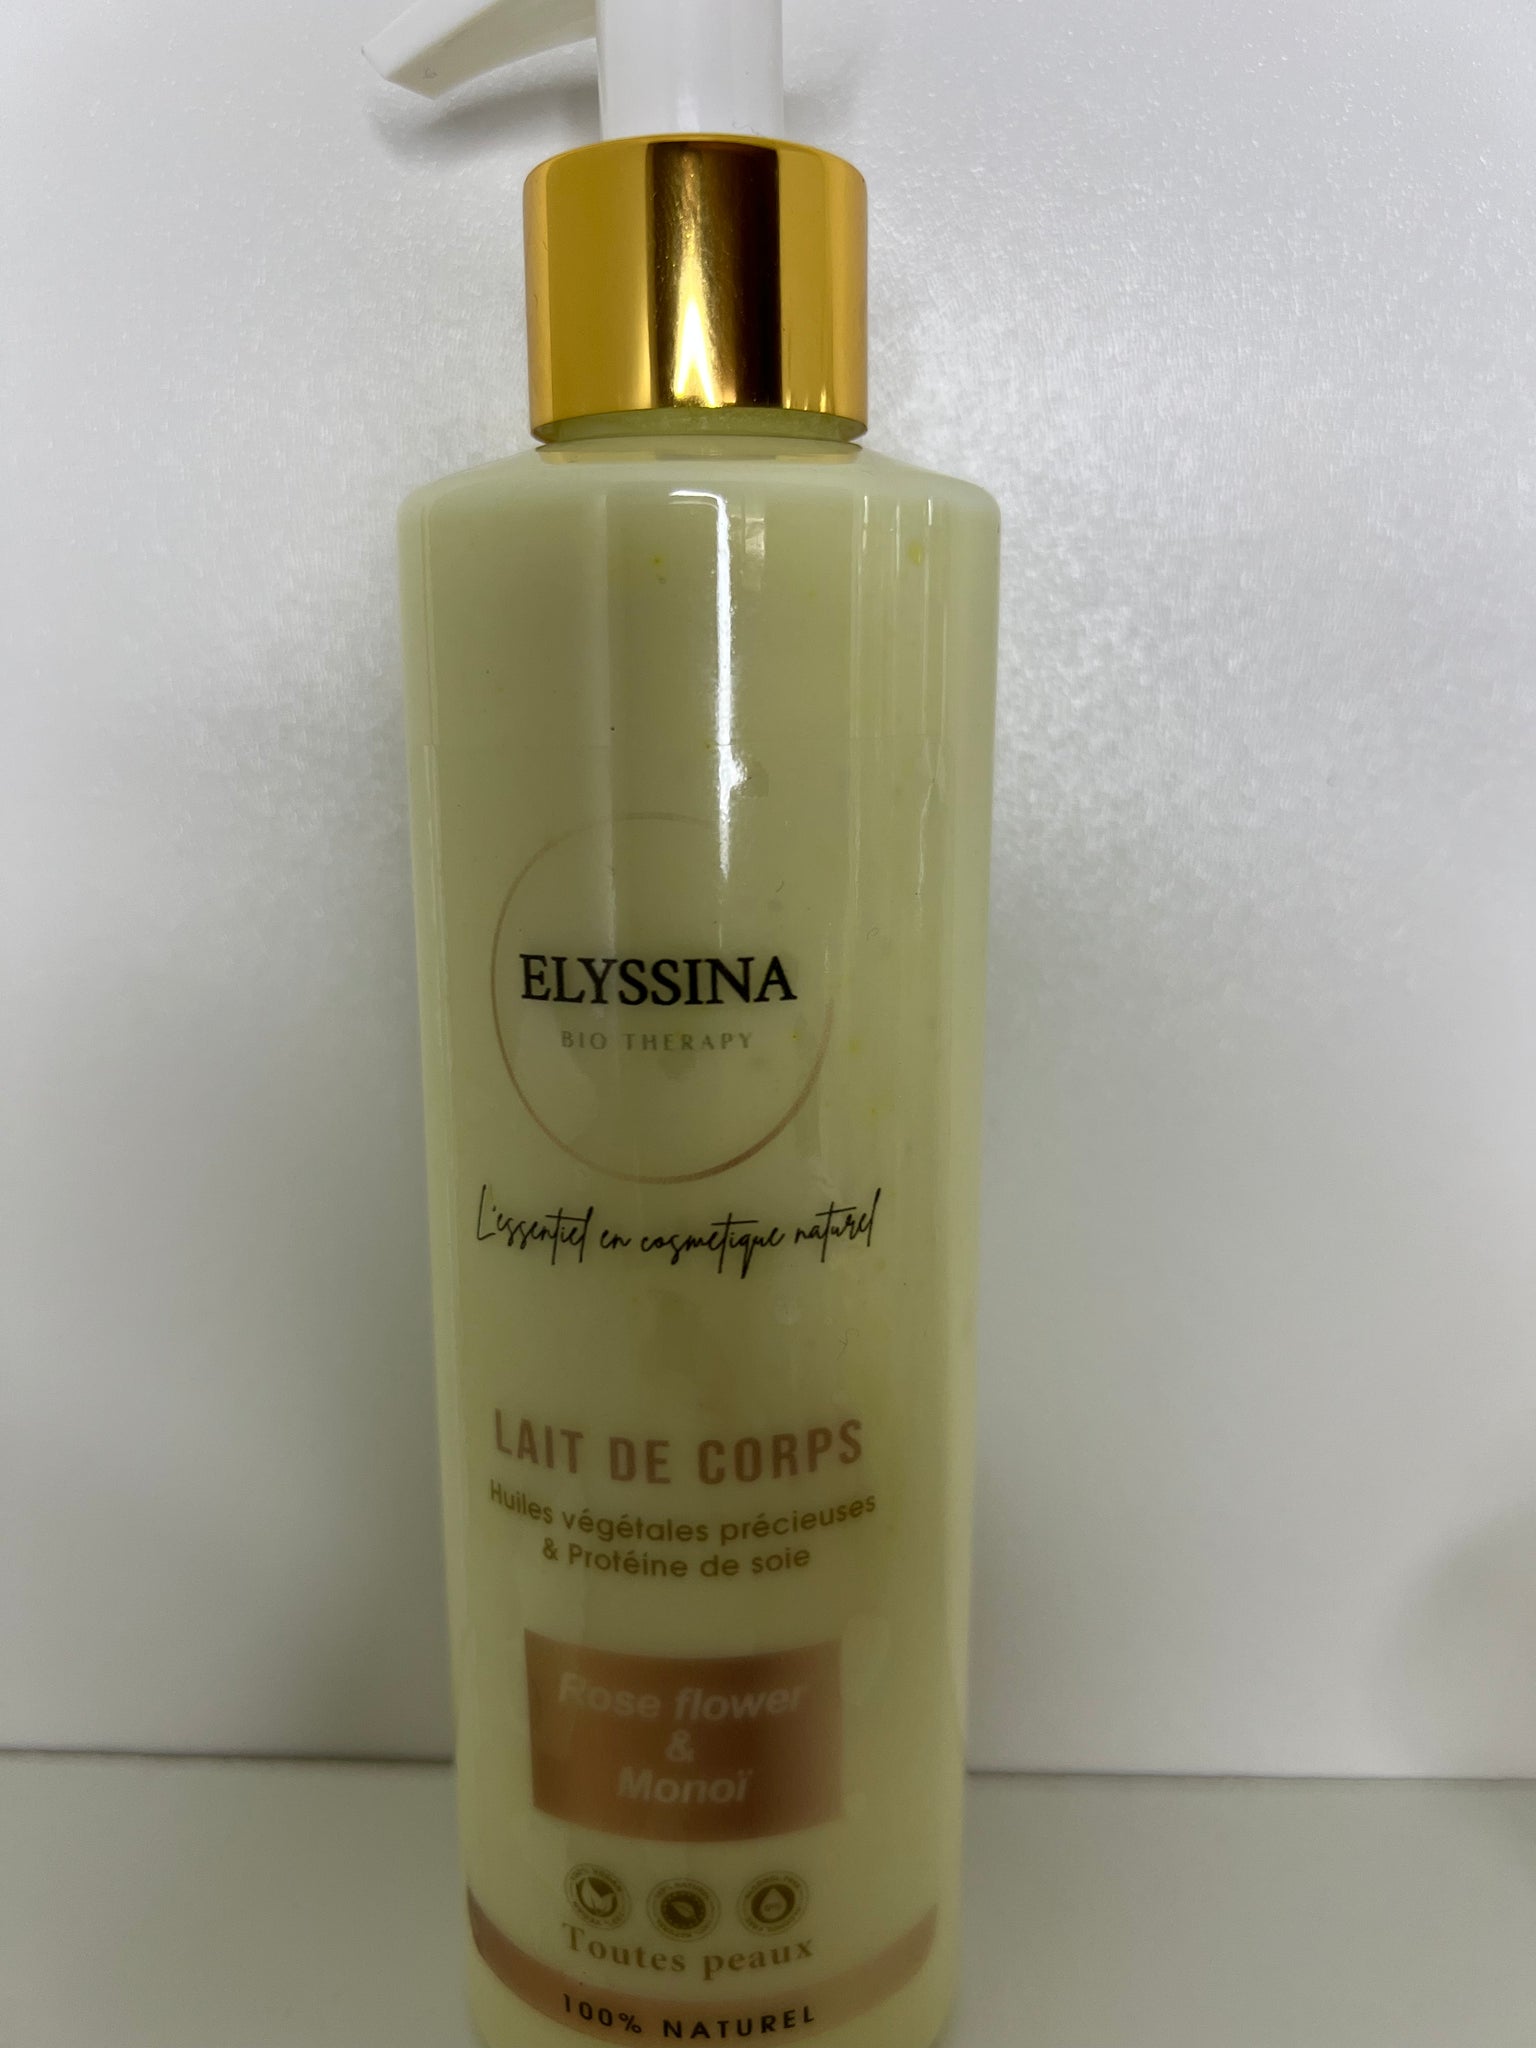 ELYSSINA
BIO THERAPY
L'essentiel en cosmetique naturel
LAIT DE CORPS
Huiles végétales précieuses
& Protéine de soie
Rose flower
&
Monoï
Toutes peaux
100% NATUREL